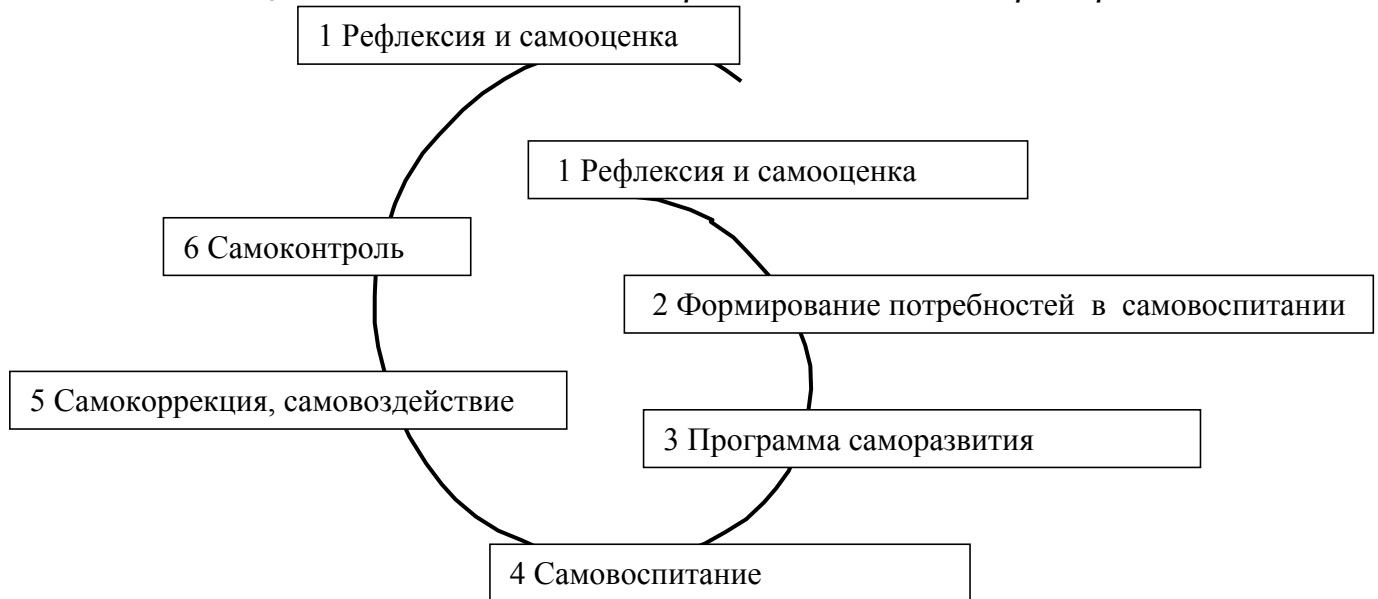 1 Рефлексия и самооценка
1 Рефлексия и самооценка
6 Самоконтроль
2 Формирование потребностей в самовоспитании
5 Самокоррекция, самовоздействие
3 Программа саморазвития
4 Самовоспитание